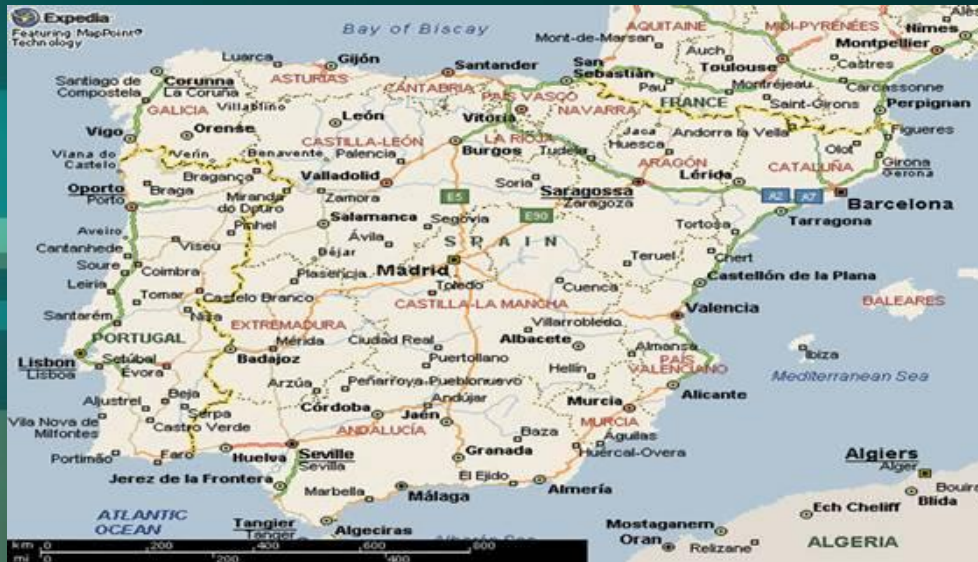 Expedia
Featuring MapPoint®
Technology
Bay of Biscay
AQUITAINE
MIDI-PYRÉNÉES
Nîmes
Mont-de-Marsan
Montpellier
Luarca
Gijón
Santander
San
Sebastián
Auch
Toulouse
Castres
Santiago de
Compostela
Corunna
La Coruña
ASTURIAS
CANTABRIA
PAÍS VASCO
Pau
Montréjeau
Carcassonne
GALICIA
Villablino
León
Vitoria
NAVARRA
FRANCE
Saint-Girons
Perpignan
Vigo
Orense
CASTILLA-LEÓN
LA RIOJA
Jaca
Andorra la Vella
Figueres
Viana do
Castelo
Verín
Benavente
Palencia
Burgos
Tudela
Huesca
Olot
Bragança
Valladolid
ARAGÓN
CATALUÑA
Girona
Gerona
Oporto
Porto
Braga
Miranda
do Douro
Zamora
E5
Soria
Saragossa
Zaragoza
Lérida
A2
A7
Barcelona
Pinhel
Salamanca
Segovia
E90
Tarragona
Aveiro
Viseu
Ávila
SPAIN
Tortosa
Cantanhede
Béjar
Teruel
Chert
Soure
Coimbra
Plasencia
Madrid
Castellón de la Plana
Leiria
Tomar
Castelo Branco
Toledo
Cuenca
CASTILLA-LA MANCHA
BALEARES
Santarém
Nisa
Valencia
PORTUGAL
EXTREMADURA
Villarrobledo
Lisbon
Lisboa
Setúbal
Évora
Badajoz
Mérida
Ciudad Real
Albacete
Almansa
Ibiza
Puertollano
PAÍS
VALENCIANO
Mediterranean Sea
Arzúa
Peñarroya-Pueblonuevo
Hellín
Alicante
Aljustrel
Beja
Serpa
Córdoba
Andújar
Jaén
Murcia
Vila Nova de
Milfontes
Castro Verde
ANDALUCÍA
Baza
MURCIA
Águilas
Portimão
Faro
Huelva
Seville
Sevilla
Granada
Huércal-Overa
Algiers
Alger
Jerez de la Frontera
Marbella
Málaga
El Ejido
Almería
Bouira
Blida
ATLANTIC
OCEAN
Tangier
Tanger
Algeciras
Ech Cheliff
Mostaganem
Oran
Relizane
ALGERIA
km 0 200 400 600 800
mi 0 200 400